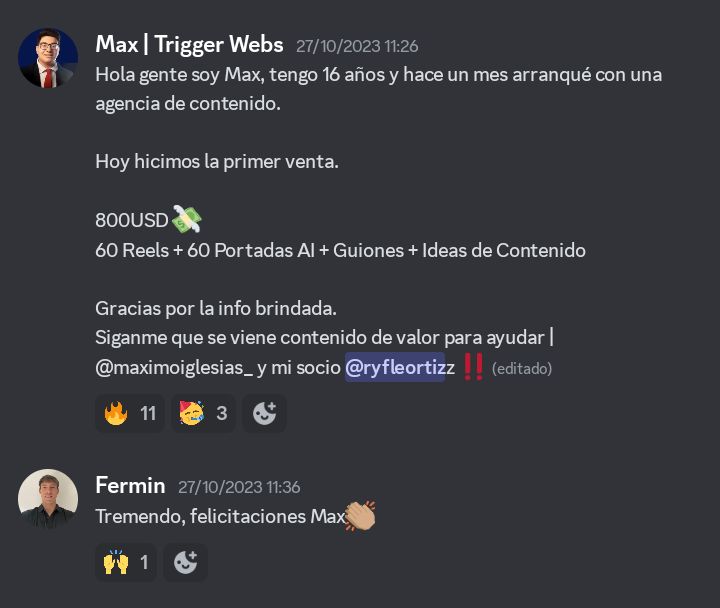 Max | Trigger Webs 27/10/2023 11:26
Hola gente soy Max, tengo 16 años y hace un mes arranqué con una
agencia de contenido.
Hoy hicimos la primer venta.
800USD💸
60 Reels + 60 Portadas AI + Guiones + Ideas de Contenido
Gracias por la info brindada.
Siganme que se viene contenido de valor para ayudar |
@maximoiglesias_ y mi socio @ryfleortizz ‼️ (editado)
🔥 11 🥳 3
Fermin 27/10/2023 11:36
Tremendo, felicitaciones Max👏🏼
🙌 1